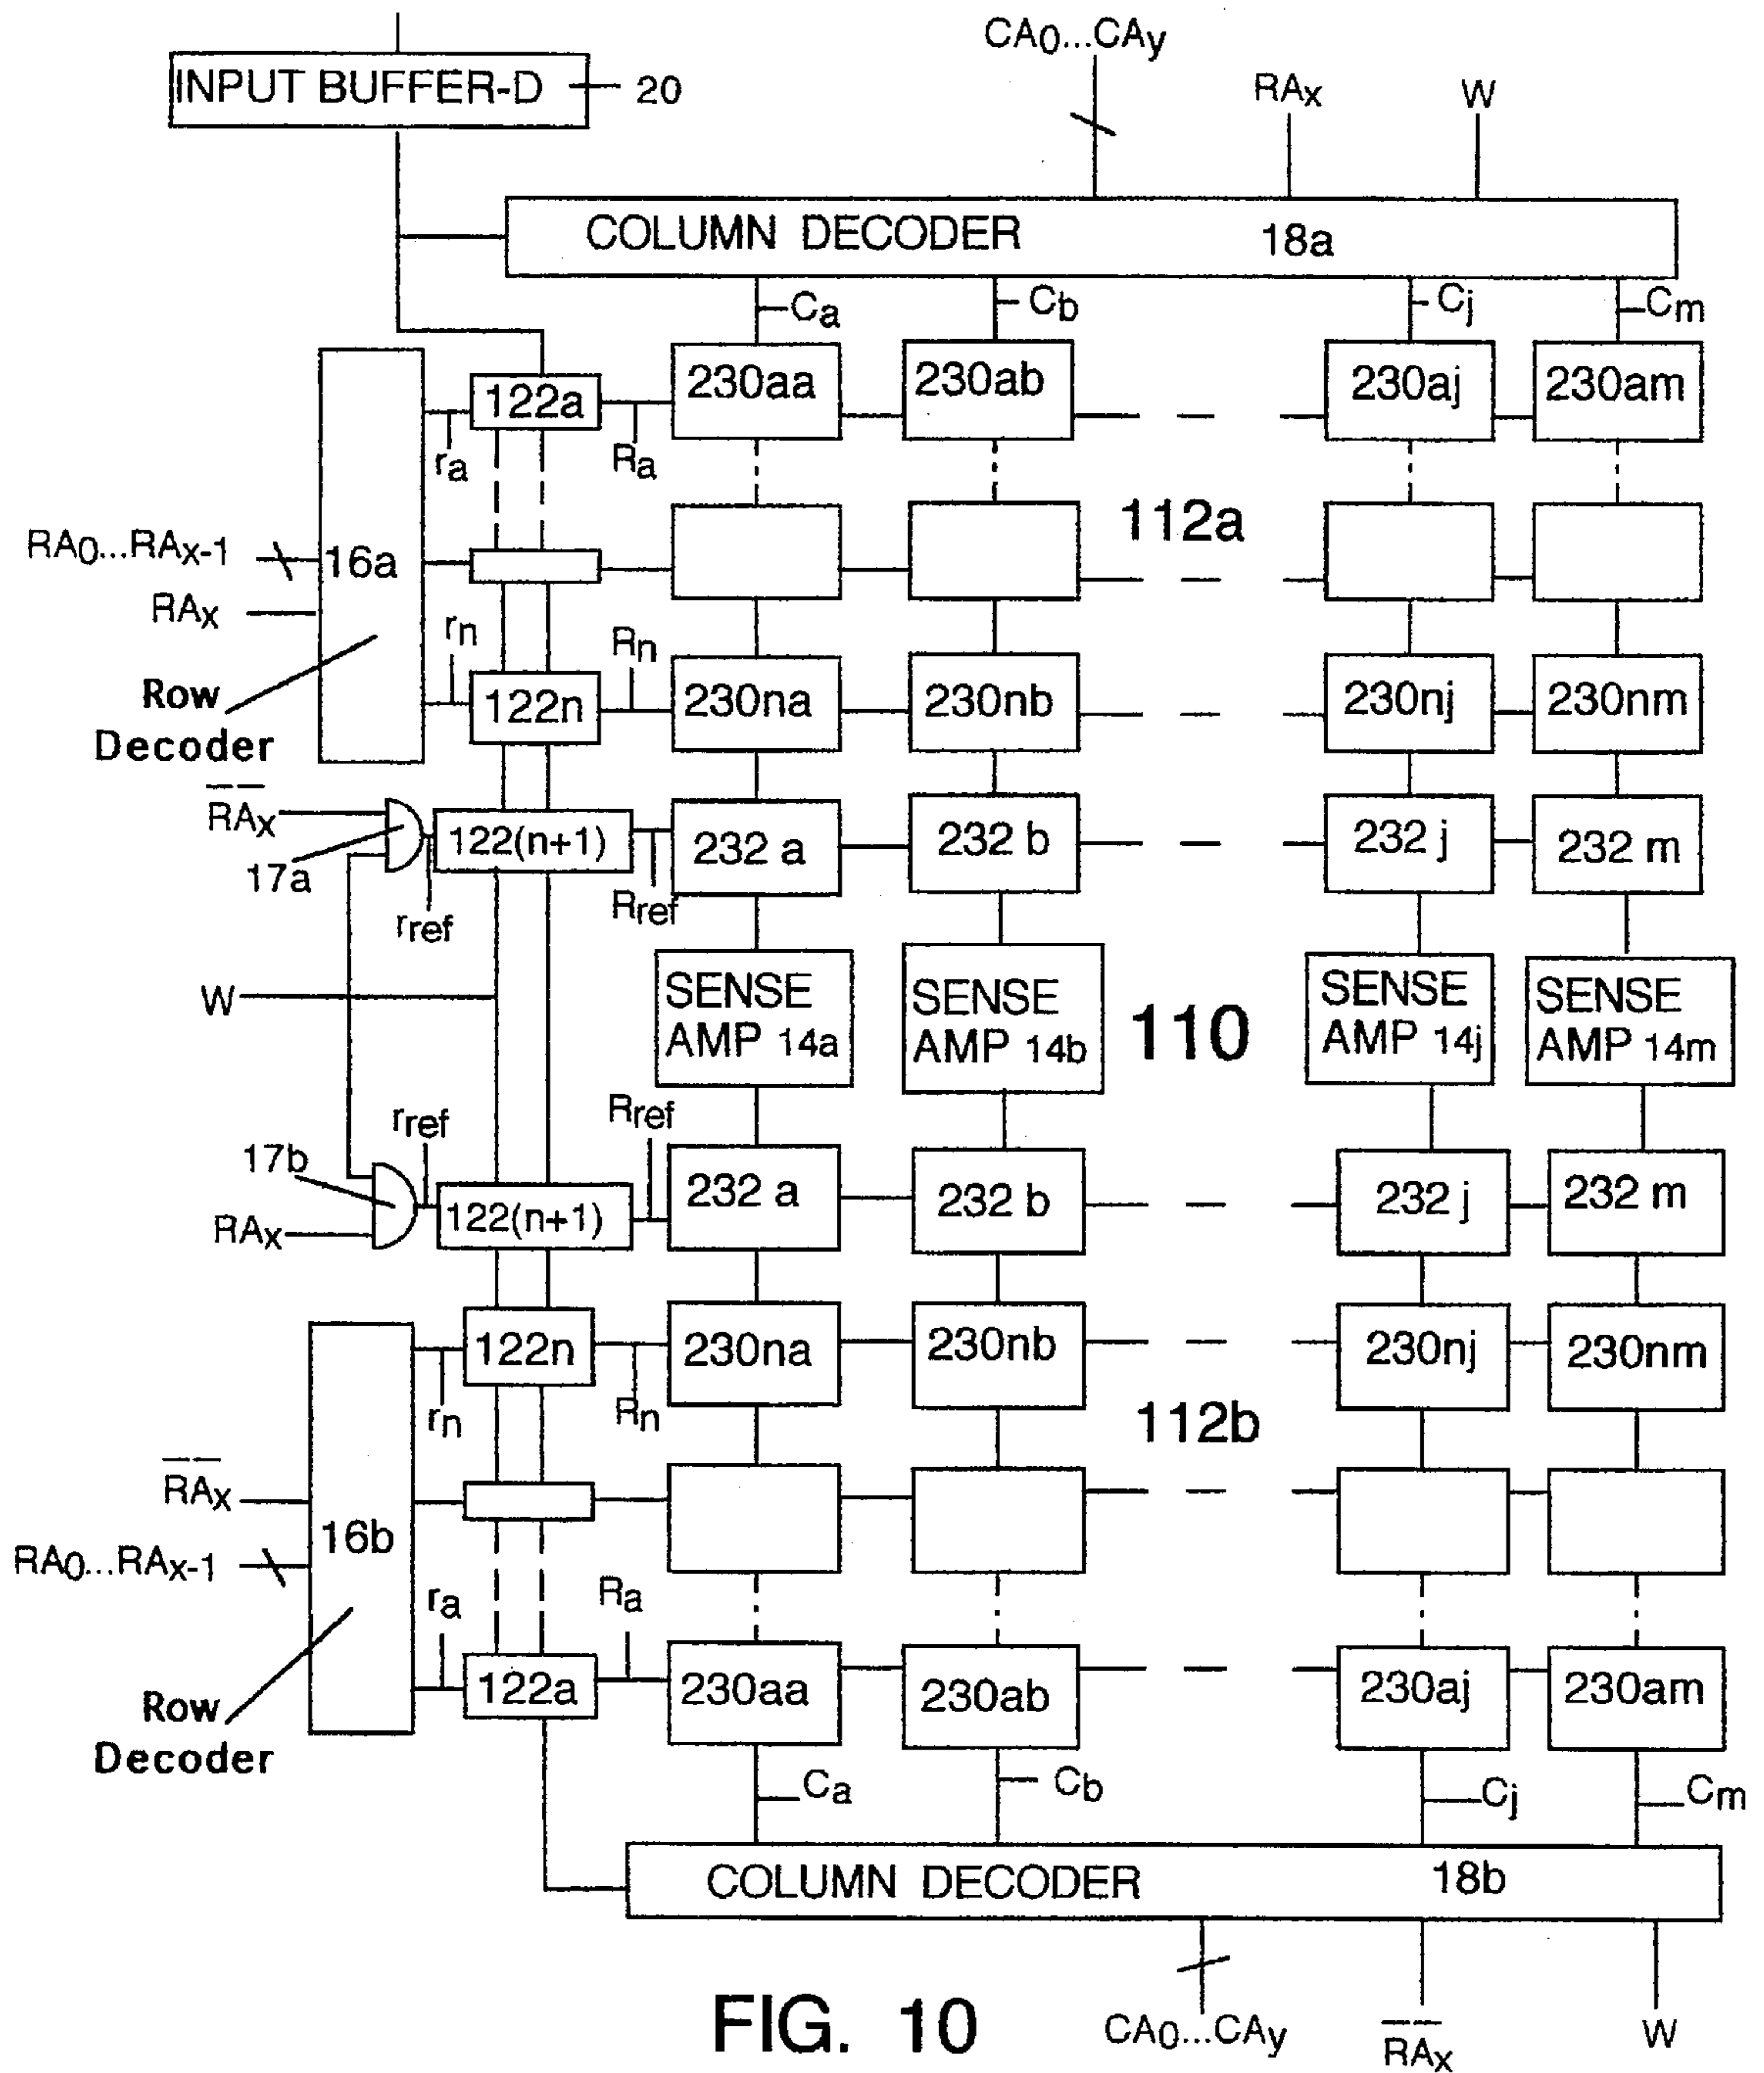 CA0...CAy
INPUT BUFFER-D 20
RAx W
COLUMN DECODER 18a
Ca Cb Cj Cm
122a 230aa 230ab 230aj 230am
ra Ra
112a
RA0...RAx-1 16a
RAx
rn Rn
122n 230na 230nb 230nj 230nm
Row
Decoder
R̅A̅x
122(n+1) 232 a 232 b 232 j 232 m
17a
rref Rref
W
SENSE
AMP 14a
SENSE
AMP 14b
110
SENSE
AMP 14j
SENSE
AMP 14m
rref Rref
17b
122(n+1) 232 a 232 b 232 j 232 m
RAx
122n 230na 230nb 230nj 230nm
rn Rn
112b
R̅A̅x
16b
RA0...RAx-1
ra Ra
122a 230aa 230ab 230aj 230am
Row
Decoder
Ca Cb Cj Cm
COLUMN DECODER 18b
FIG. 10
CA0...CAy R̅A̅x W